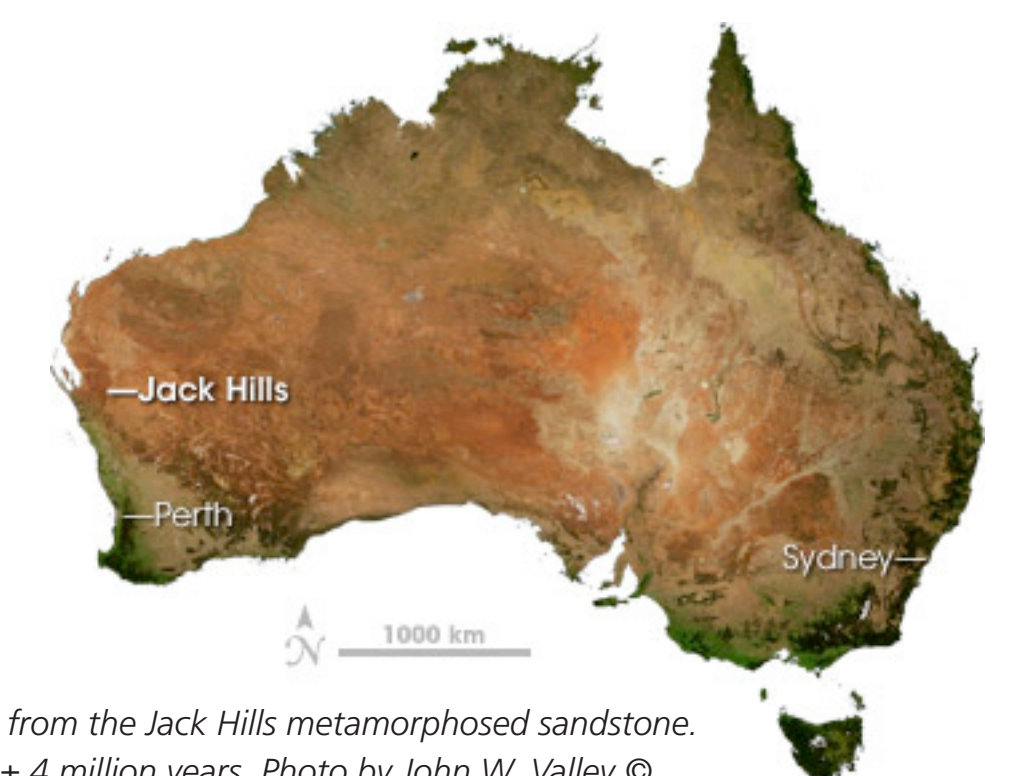 Jack Hills
Perth
Sydney
N
1000 km
from the Jack Hills metamorphosed sandstone.
± 4 million years. Photo by John W. Valley ©